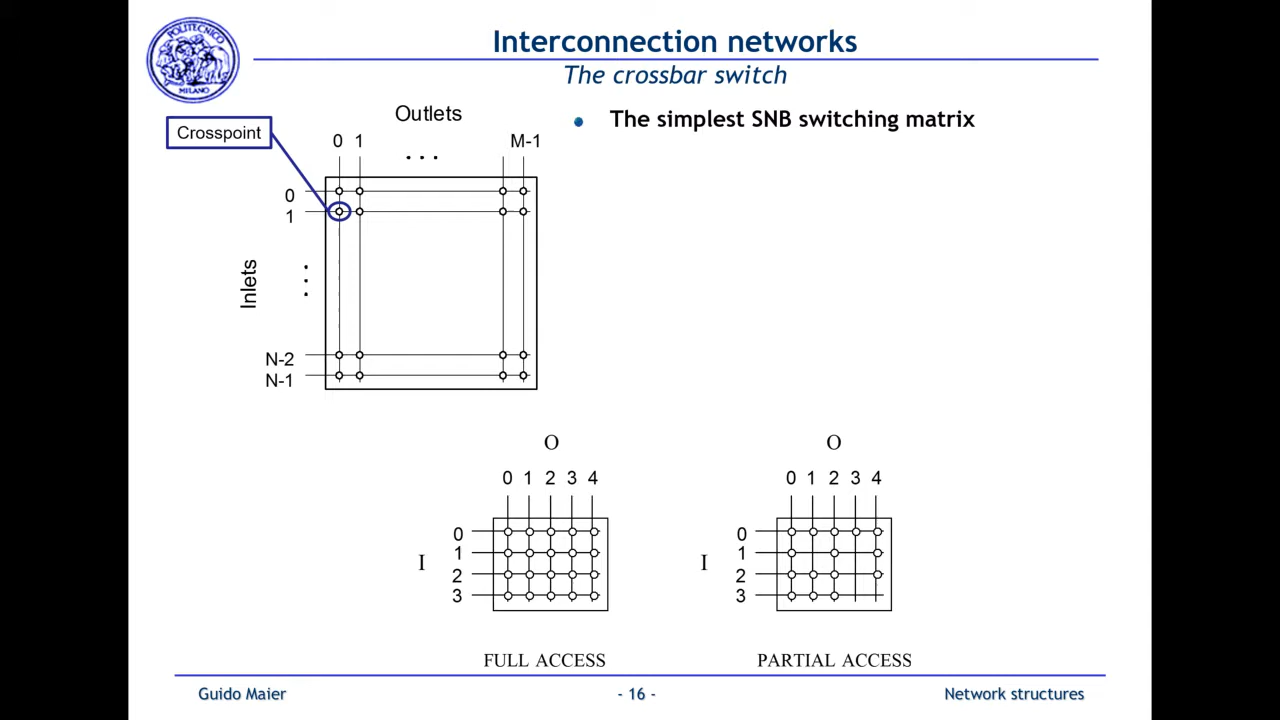 POLITECNICO
MILANO
Interconnection networks
The crossbar switch
Crosspoint
Outlets
0 1 . . . M-1
0
1
Inlets
. . .
N-2
N-1
• The simplest SNB switching matrix
O
0 1 2 3 4
I
0
1
2
3
FULL ACCESS
O
0 1 2 3 4
I
0
1
2
3
PARTIAL ACCESS
Guido Maier
- 16 -
Network structures